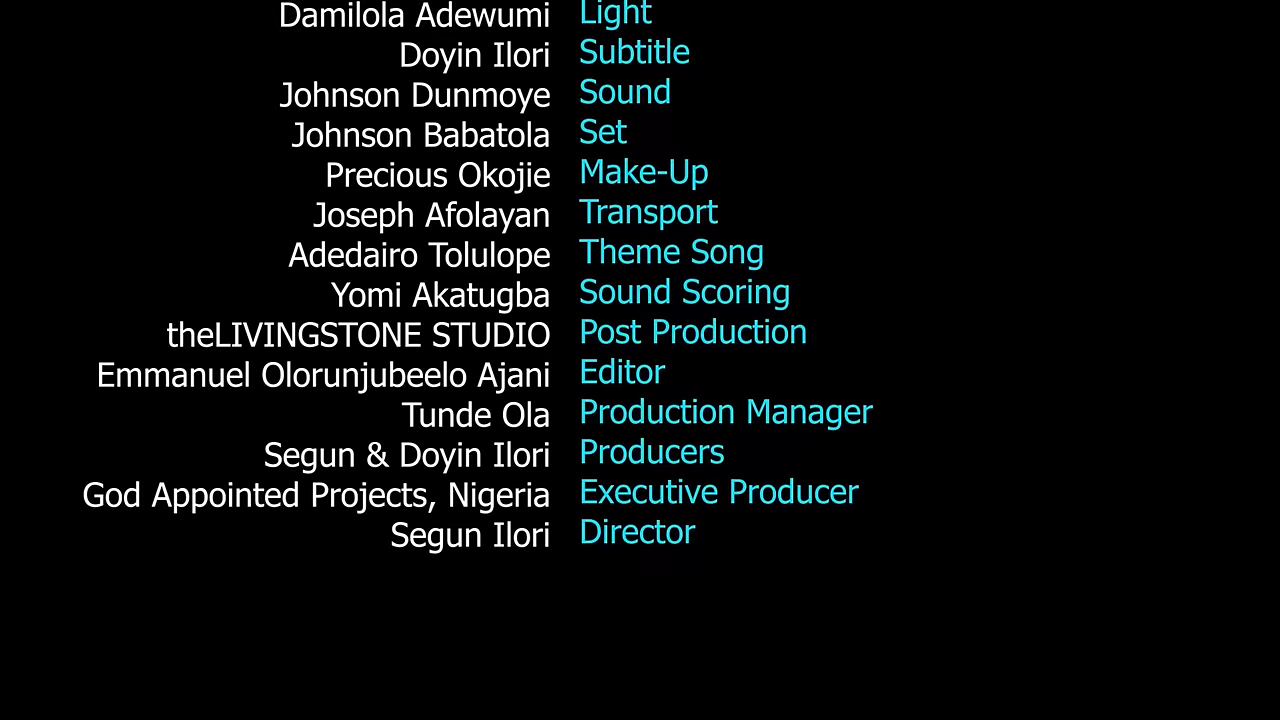 Damilola Adewumi Light
Doyin Ilori Subtitle
Johnson Dunmoye Sound
Johnson Babatola Set
Precious Okojie Make-Up
Joseph Afolayan Transport
Adedairo Tolulope Theme Song
Yomi Akatugba Sound Scoring
theLIVINGSTONE STUDIO Post Production
Emmanuel Olorunjubeelo Ajani Editor
Tunde Ola Production Manager
Segun & Doyin Ilori Producers
God Appointed Projects, Nigeria Executive Producer
Segun Ilori Director